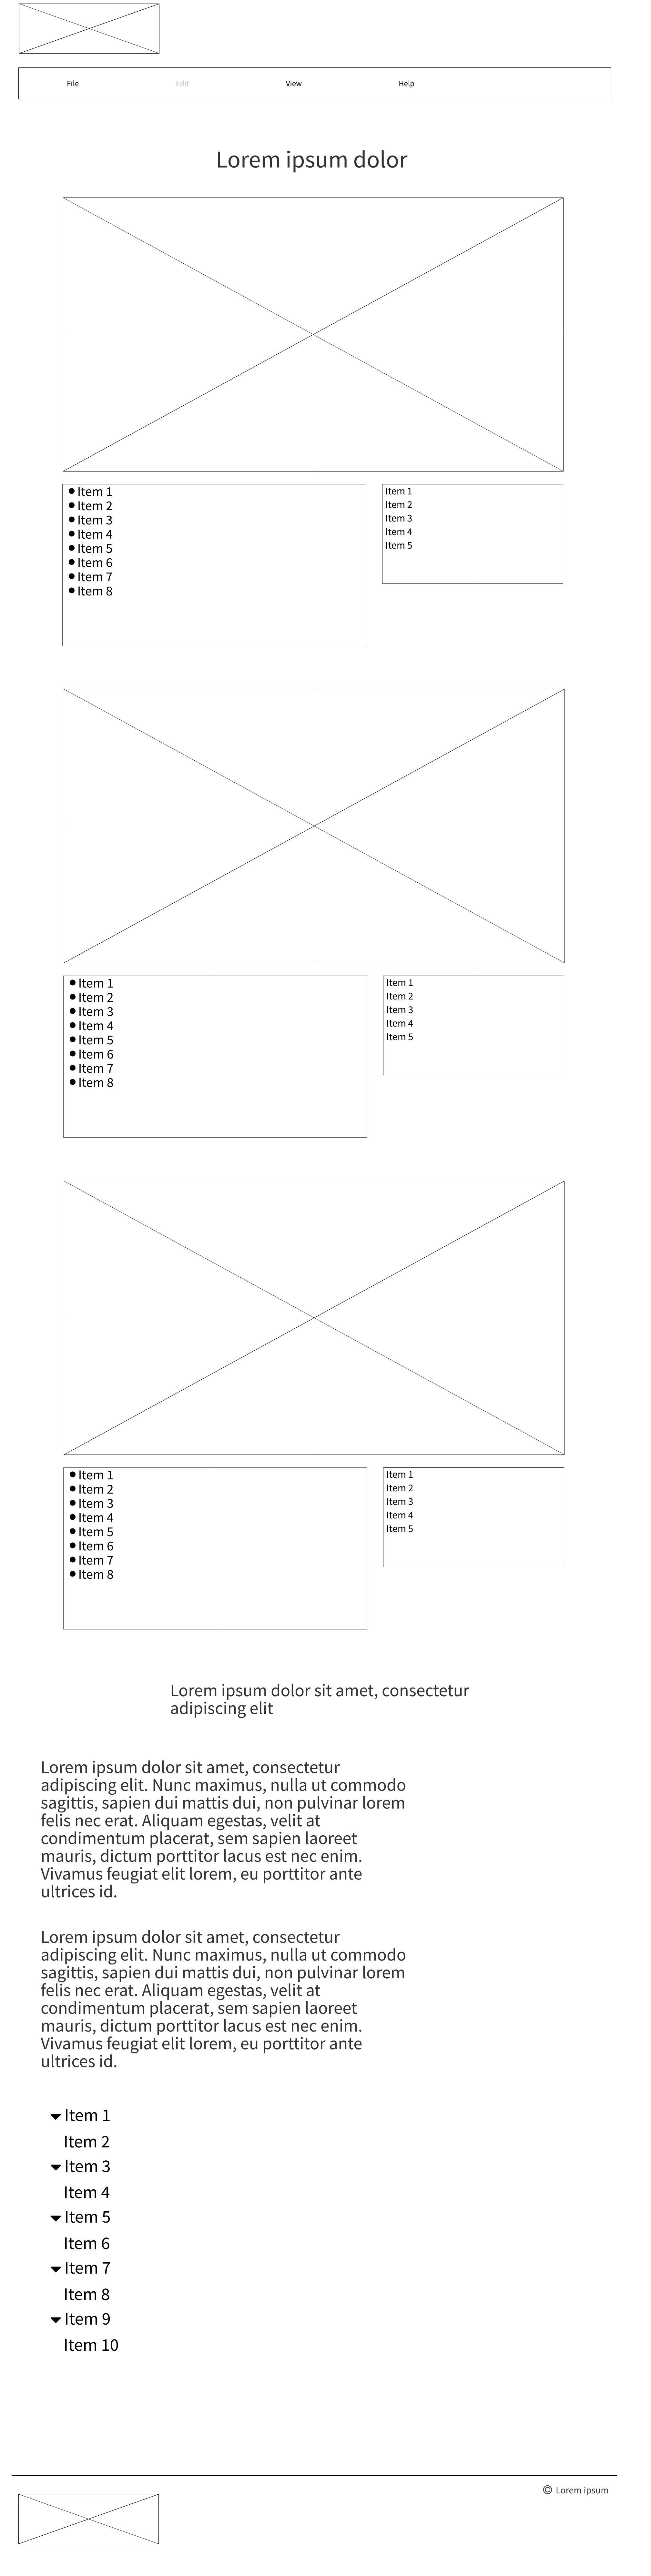 File Edit View Help
Lorem ipsum dolor
Item 1
Item 2
Item 3
Item 4
Item 5
Item 6
Item 7
Item 8
Item 1
Item 2
Item 3
Item 4
Item 5
Item 1
Item 2
Item 3
Item 4
Item 5
Item 6
Item 7
Item 8
Item 1
Item 2
Item 3
Item 4
Item 5
Item 1
Item 2
Item 3
Item 4
Item 5
Item 6
Item 7
Item 8
Item 1
Item 2
Item 3
Item 4
Item 5
Lorem ipsum dolor sit amet, consectetur
adipiscing elit
Lorem ipsum dolor sit amet, consectetur
adipiscing elit. Nunc maximus, nulla ut commodo
sagittis, sapien dui mattis dui, non pulvinar lorem
felis nec erat. Aliquam egestas, velit at
condimentum placerat, sem sapien laoreet
mauris, dictum porttitor lacus est nec enim.
Vivamus feugiat elit lorem, eu porttitor ante
ultrices id.
Lorem ipsum dolor sit amet, consectetur
adipiscing elit. Nunc maximus, nulla ut commodo
sagittis, sapien dui mattis dui, non pulvinar lorem
felis nec erat. Aliquam egestas, velit at
condimentum placerat, sem sapien laoreet
mauris, dictum porttitor lacus est nec enim.
Vivamus feugiat elit lorem, eu porttitor ante
ultrices id.
Item 1
Item 2
Item 3
Item 4
Item 5
Item 6
Item 7
Item 8
Item 9
Item 10
© Lorem ipsum